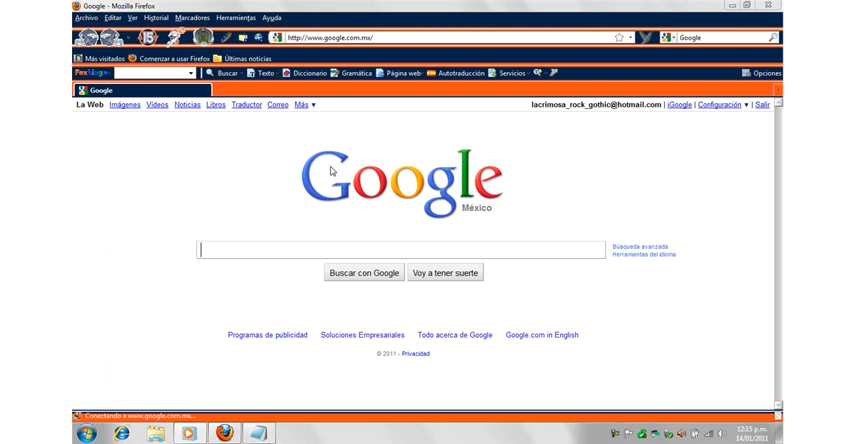 Google - Mozilla Firefox
Archivo Editar Ver Historial Marcadores Herramientas Ayuda
15 http://www.google.com.mx/ Google
Más visitados Comenzar a usar Firefox Últimas noticias
FoxLingo Buscar Texto Diccionario Gramática Página web Autotraducción Servicios Opciones
Google
La Web Imágenes Vídeos Noticias Libros Traductor Correo Más ▼ lacrimosa_rock_gothic@hotmail.com | iGoogle | Configuración ▼ | Salir
Google
México
Búsqueda avanzada
Herramientas del idioma
Buscar con Google Voy a tener suerte
Programas de publicidad Soluciones Empresariales Todo acerca de Google Google.com in English
© 2011 - Privacidad
Conectando a www.google.com.mx...
12:15 p.m.
14/01/2011